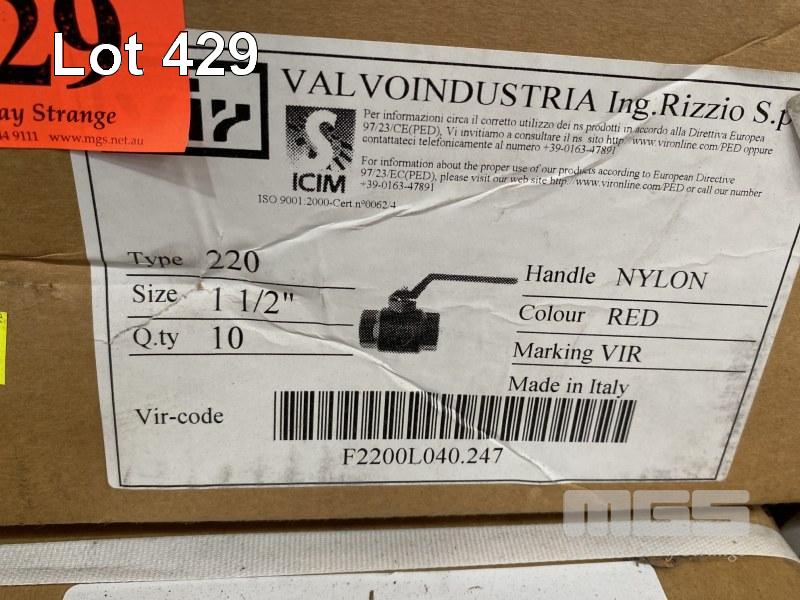 29
Lot 429
ay Strange
9111 www.mgs.net.au
VALVOINDUSTRIA Ing.Rizzio S.p
Per informazioni circa il corretto utilizzo dei ns prodotti in accordo alla Direttiva Europea
97/23/CE(PED), Vi invitiamo a consultare il ns sito http//www.vironline.com/PED oppure
contattateci telefonicamente al numero +39-0163-47891
For information about the proper use of our products according to European Directive
97/23/EC(PED), please visit our web site http//www.vironline.com/PED or call our number
+39-0163-47891
ICIM
ISO 9001:2000-Cert.n°0062/4
Type 220
Size 1 1/2"
Q.ty 10
Handle NYLON
Colour RED
Marking VIR
Made in Italy
Vir-code
F2200L040.247
MGS